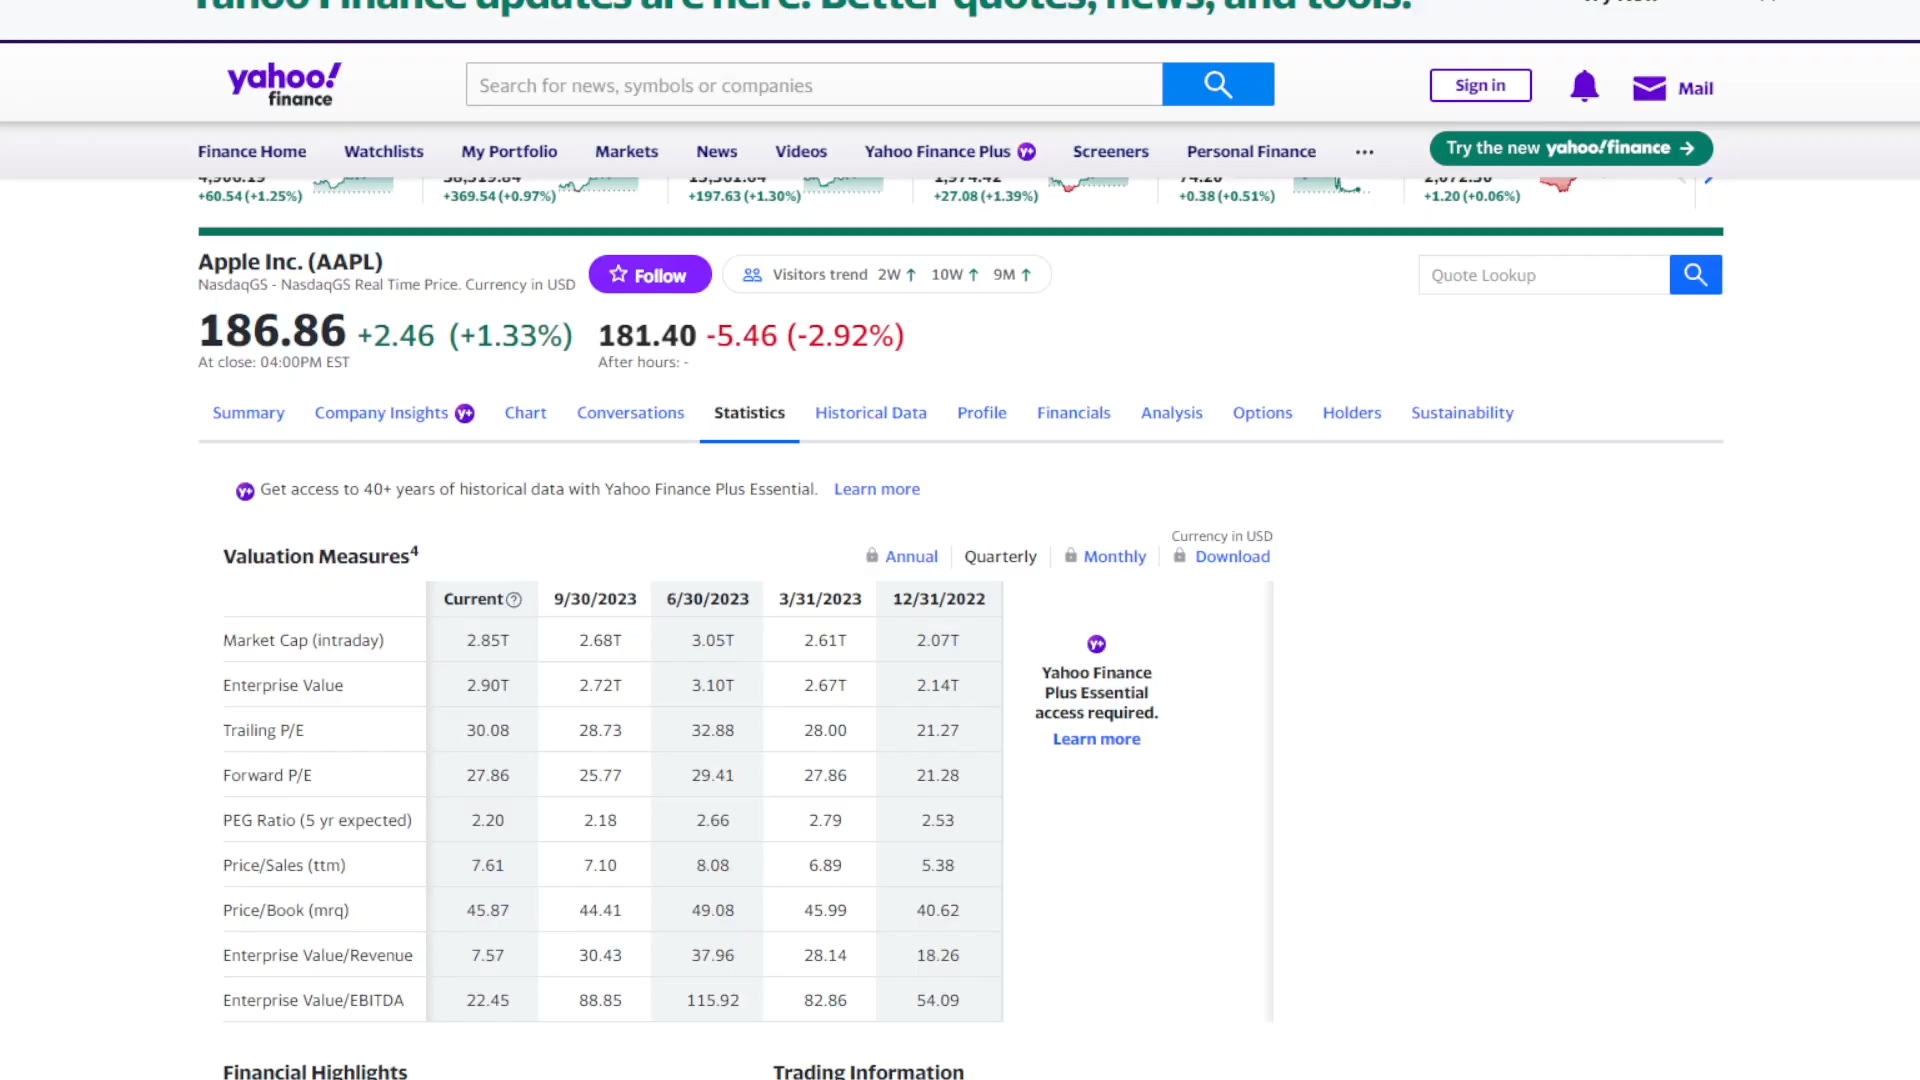 Yahoo Finance updates are here! Better quotes, news, and tools.
yahoo!
finance
Search for news, symbols or companies
Sign in
Mail
Finance Home Watchlists My Portfolio Markets News Videos Yahoo Finance Plus Y+ Screeners Personal Finance ... Try the new yahoo!finance →
+60.54 (+1.25%) +369.54 (+0.97%) +197.63 (+1.30%) +27.08 (+1.39%) +0.38 (+0.51%) +1.20 (+0.06%)
Apple Inc. (AAPL)
NasdaqGS - NasdaqGS Real Time Price. Currency in USD
Follow
Visitors trend 2W ↑ 10W ↑ 9M ↑
Quote Lookup
186.86 +2.46 (+1.33%) 181.40 -5.46 (-2.92%)
At close: 04:00PM EST After hours: -
Summary Company Insights Y+ Chart Conversations Statistics Historical Data Profile Financials Analysis Options Holders Sustainability
Y+ Get access to 40+ years of historical data with Yahoo Finance Plus Essential. Learn more
Currency in USD
Valuation Measures4 Annual Quarterly Monthly Download
Current 9/30/2023 6/30/2023 3/31/2023 12/31/2022
Market Cap (intraday) 2.85T 2.68T 3.05T 2.61T 2.07T
Enterprise Value 2.90T 2.72T 3.10T 2.67T 2.14T
Trailing P/E 30.08 28.73 32.88 28.00 21.27
Forward P/E 27.86 25.77 29.41 27.86 21.28
PEG Ratio (5 yr expected) 2.20 2.18 2.66 2.79 2.53
Price/Sales (ttm) 7.61 7.10 8.08 6.89 5.38
Price/Book (mrq) 45.87 44.41 49.08 45.99 40.62
Enterprise Value/Revenue 7.57 30.43 37.96 28.14 18.26
Enterprise Value/EBITDA 22.45 88.85 115.92 82.86 54.09
Y+
Yahoo Finance
Plus Essential
access required.
Learn more
Financial Highlights Trading Information